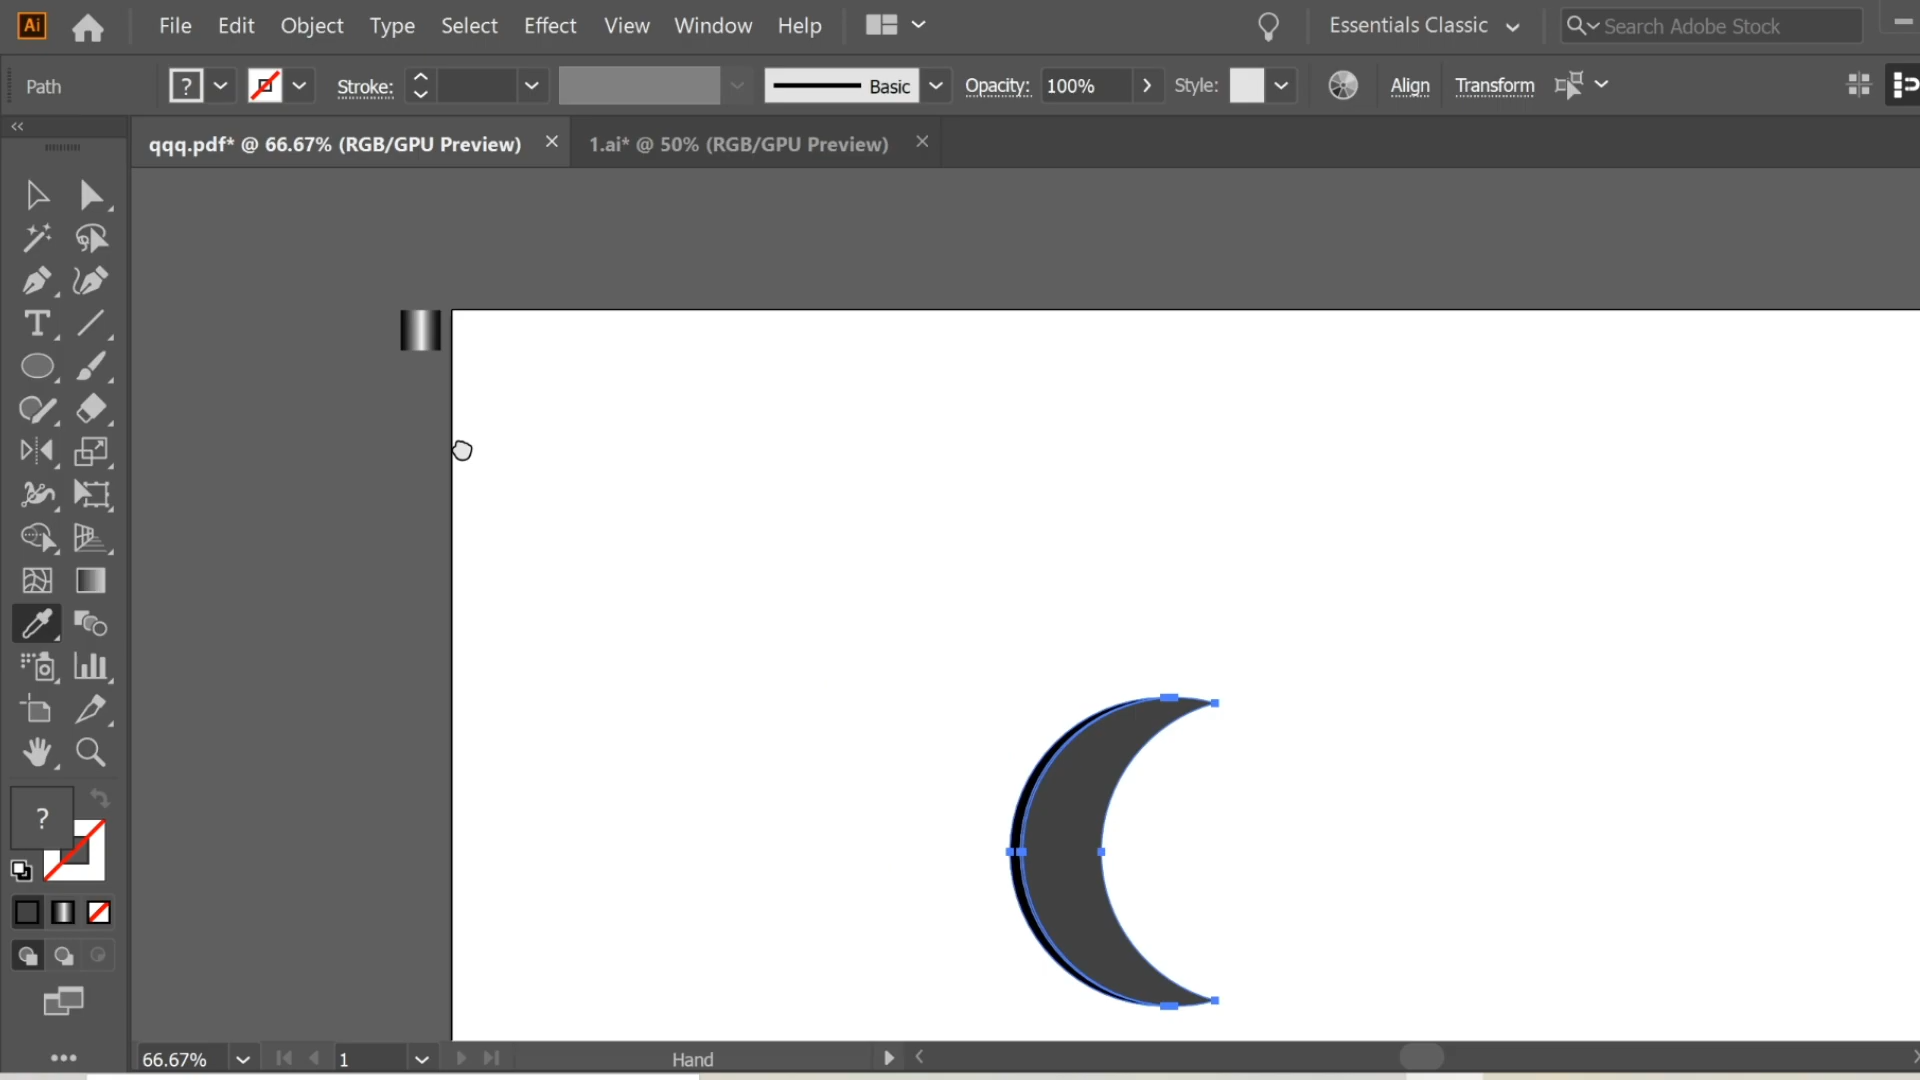 Ai File Edit Object Type Select Effect View Window Help Essentials Classic Search Adobe Stock
Path ? Stroke: Basic Opacity: 100% Style: Align Transform
qqq.pdf* @ 66.67% (RGB/GPU Preview) 1.ai* @ 50% (RGB/GPU Preview)
?
66.67% 1 Hand